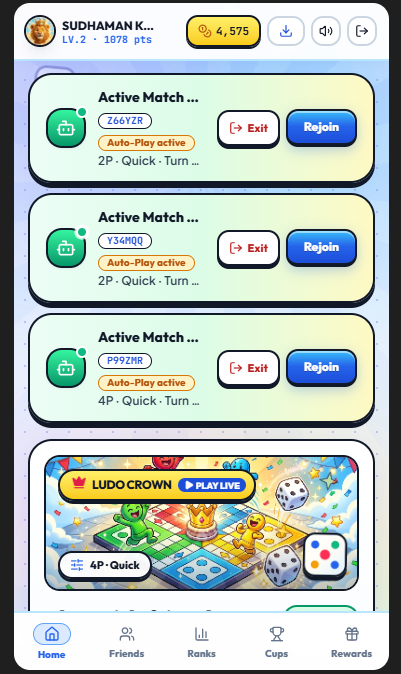 SUDHAMAN K...
LV.2 · 1078 pts
4,575
Active Match ...
Z66YZR
Auto-Play active
2P · Quick · Turn ...
Exit
Rejoin
Active Match ...
Y34MQQ
Auto-Play active
2P · Quick · Turn ...
Exit
Rejoin
Active Match ...
P99ZMR
Auto-Play active
4P · Quick · Turn ...
Exit
Rejoin
LUDO CROWN
PLAY LIVE
4P · Quick
Home
Friends
Ranks
Cups
Rewards